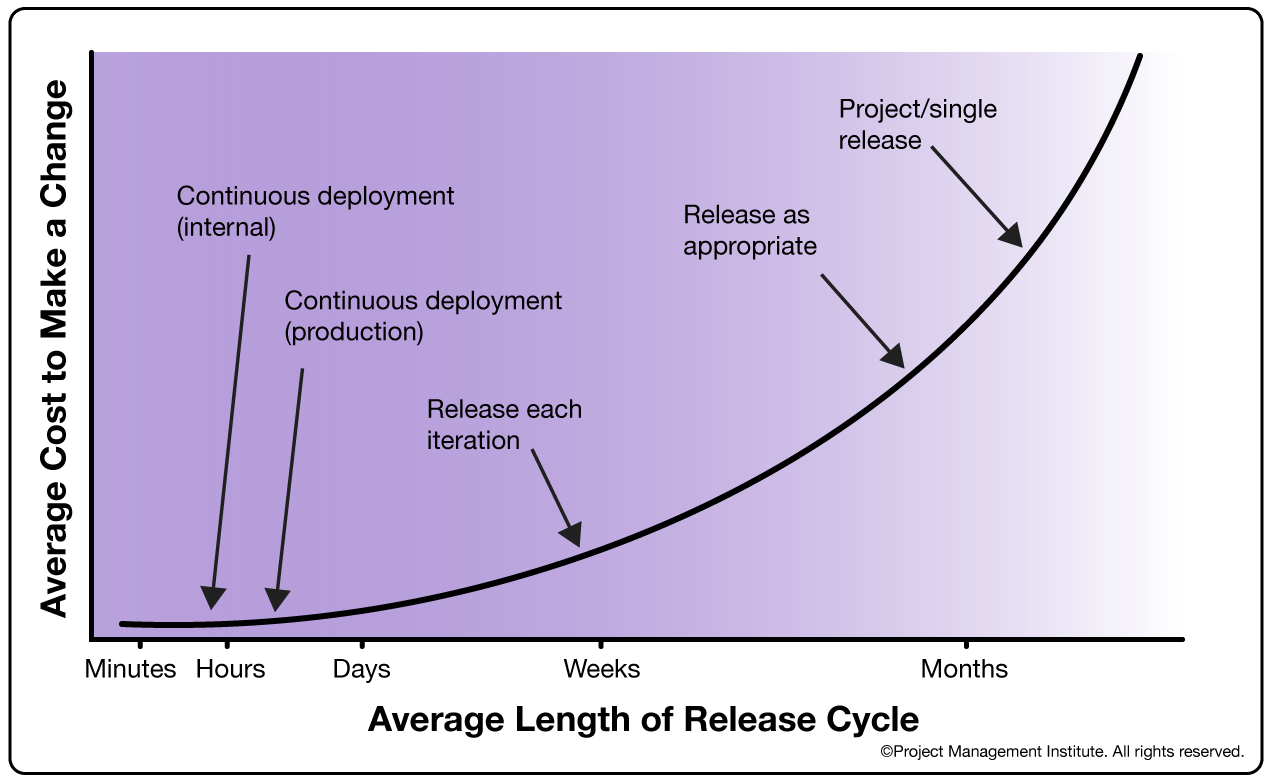 Average Cost to Make a Change
Project/single
release
Continuous deployment
(internal)
Release as
appropriate
Continuous deployment
(production)
Release each
iteration
Minutes Hours Days Weeks Months
Average Length of Release Cycle
©Project Management Institute. All rights reserved.